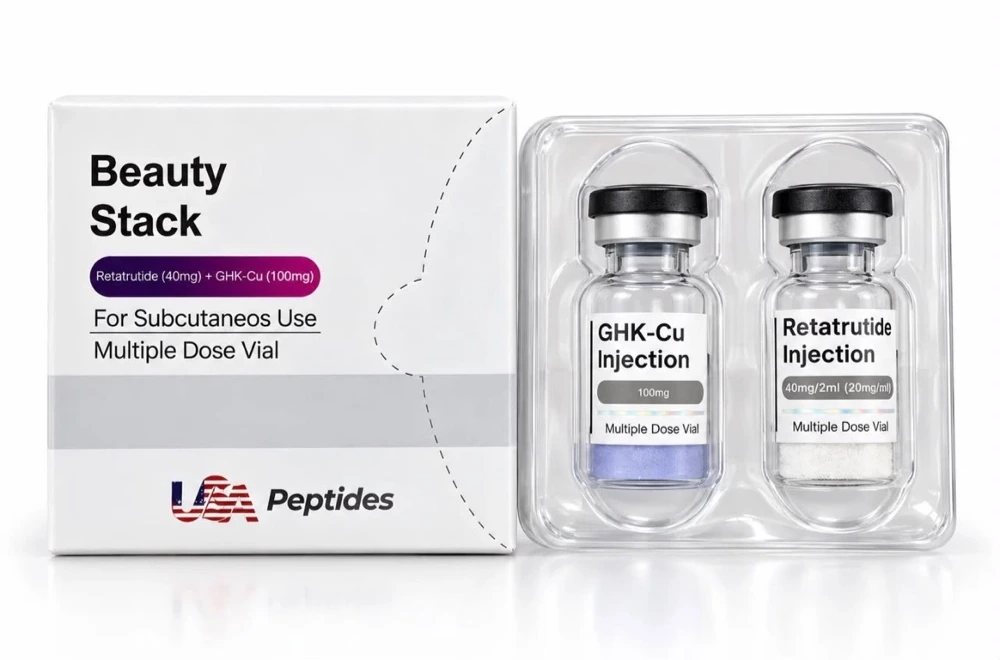 Beauty
Stack
Retatrutide (40mg) + GHK-Cu (100mg)
For Subcutaneos Use
Multiple Dose Vial
USA Peptides
GHK-Cu
Injection
100mg
Multiple Dose Vial
Retatrutide
Injection
40mg/2ml (20mg/ml)
Multiple Dose Vial